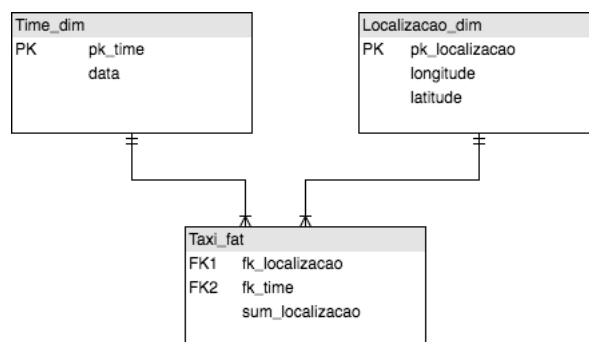 Time_dim
PK pk_time
data
Localizacao_dim
PK pk_localizacao
longitude
latitude
Taxi_fat
FK1 fk_localizacao
FK2 fk_time
sum_localizacao